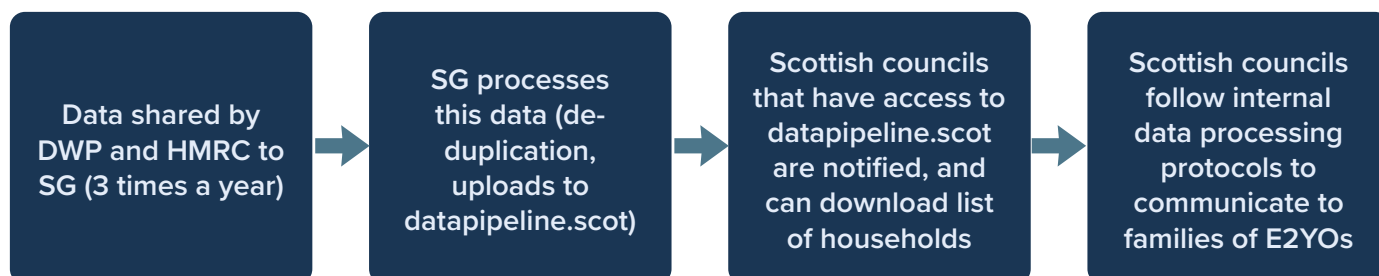 Data shared by
DWP and HMRC to
SG (3 times a year)
SG processes
this data (de-
duplication,
uploads to
datapipeline.scot)
Scottish councils
that have access to
datapipeline.scot
are notified, and
can download list
of households
Scottish councils
follow internal
data processing
protocols to
communicate to
families of E2YOs